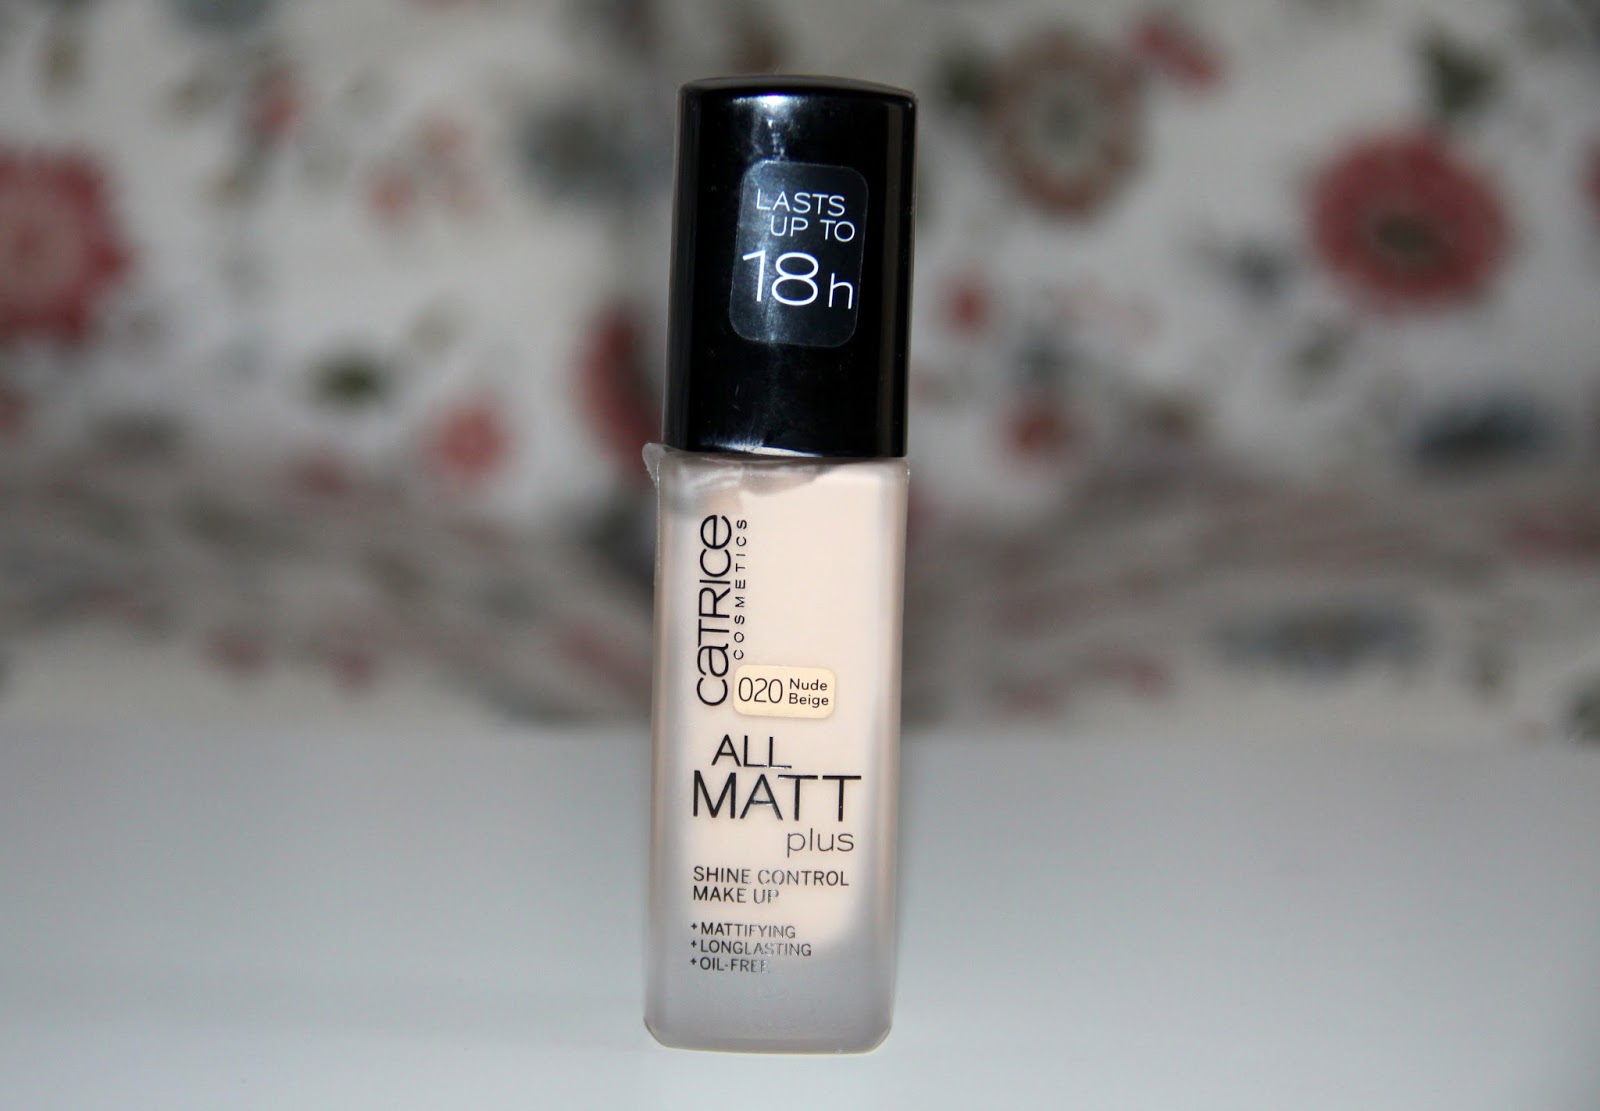 LASTS
UP TO
18h
CATRICE
COSMETICS
020 Nude
Beige
ALL
MATT
plus
SHINE CONTROL
MAKE UP
+MATTIFYING
+LONGLASTING
+OIL-FREE